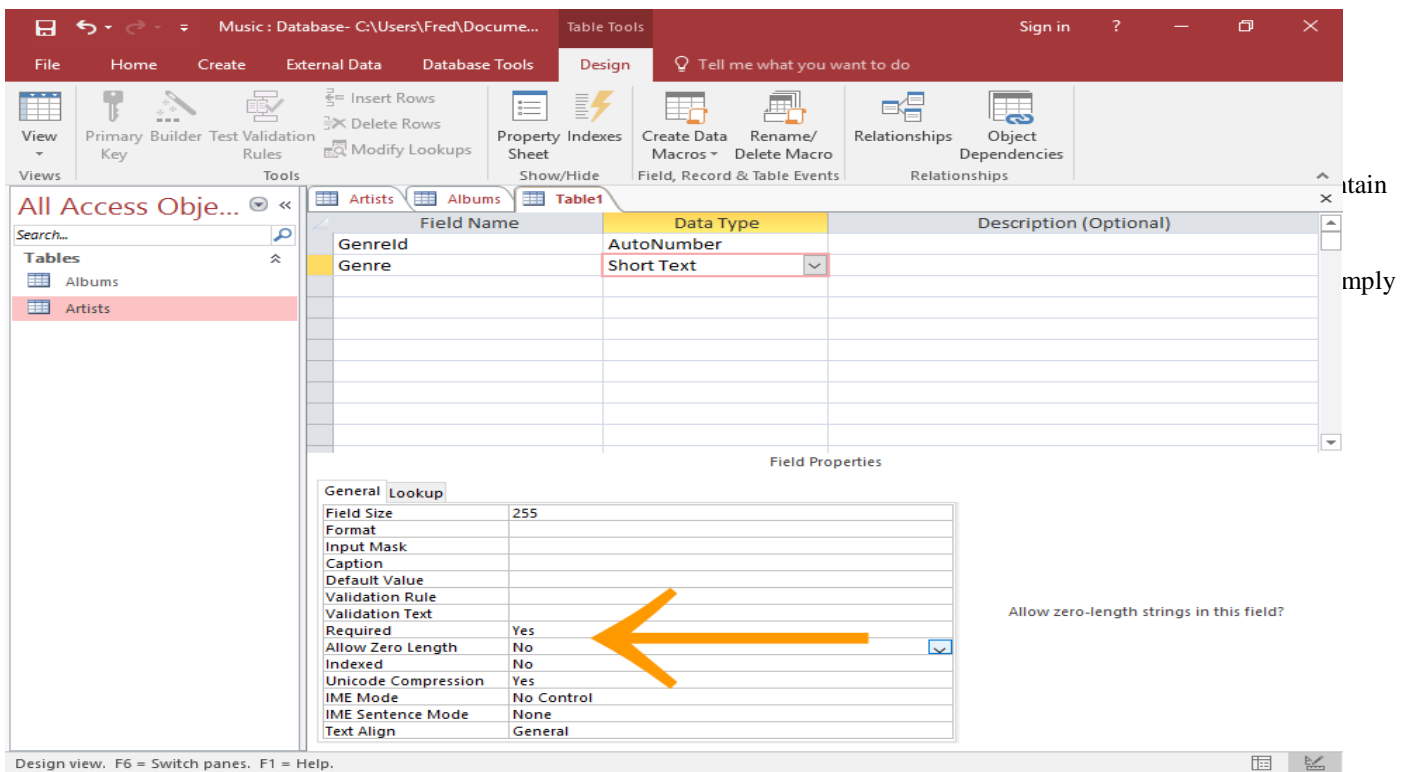 Music : Database- C:\Users\Fred\Docume... Table Tools Sign in ?
File Home Create External Data Database Tools Design Tell me what you want to do
View
Primary Key
Builder
Test Validation Rules
Insert Rows
Delete Rows
Modify Lookups
Property Sheet
Indexes
Create Data Macros
Rename/ Delete Macro
Relationships
Object Dependencies
Views Tools Show/Hide Field, Record & Table Events Relationships
ntain
All Access Obje... «
Artists Albums Table1
Search...
Tables
Albums
Artists
Field Name Data Type Description (Optional)
GenreId AutoNumber
Genre Short Text
mply
Field Properties
General Lookup
Field Size 255
Format
Input Mask
Caption
Default Value
Validation Rule
Validation Text
Required Yes
Allow Zero Length No
Indexed No
Unicode Compression Yes
IME Mode No Control
IME Sentence Mode None
Text Align General
Allow zero-length strings in this field?
Design view. F6 = Switch panes. F1 = Help.